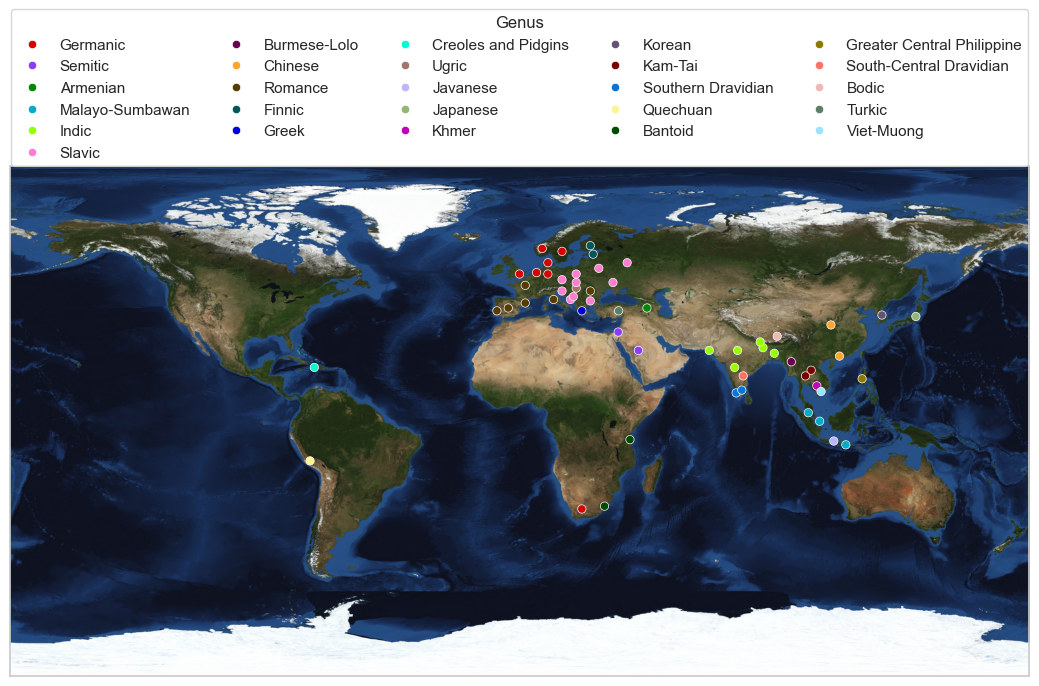 Genus
Germanic
Semitic
Armenian
Malayo-Sumbawan
Indic
Slavic
Burmese-Lolo
Chinese
Romance
Finnic
Greek
Creoles and Pidgins
Ugric
Javanese
Japanese
Khmer
Korean
Kam-Tai
Southern Dravidian
Quechuan
Bantoid
Greater Central Philippine
South-Central Dravidian
Bodic
Turkic
Viet-Muong